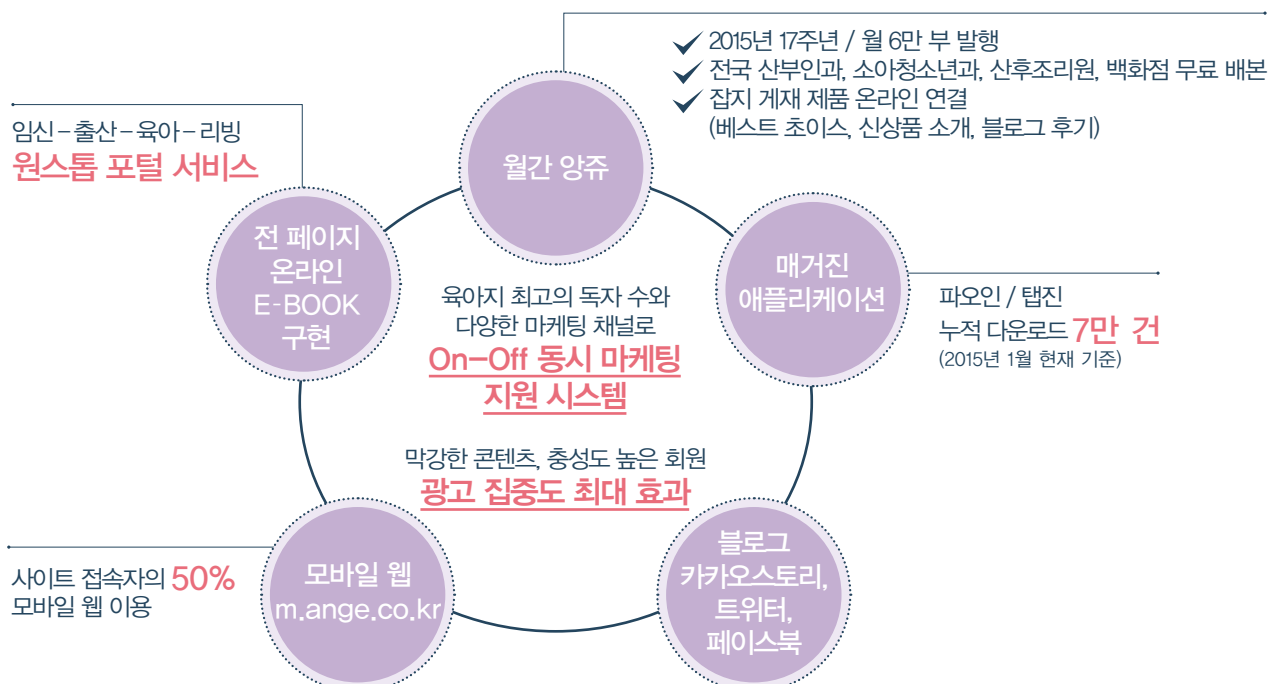 2015년 17주년 / 월 6만 부 발행
전국 산부인과, 소아청소년과, 산후조리원, 백화점 무료 배본
잡지 게재 제품 온라인 연결
(베스트 초이스, 신상품 소개, 블로그 후기)
임신 – 출산 – 육아 – 리빙
원스톱 포털 서비스
월간 앙쥬
전 페이지
온라인
E-BOOK
구현
매거진
애플리케이션
파오인 / 탭진
누적 다운로드 7만 건
(2015년 1월 현재 기준)
육아지 최고의 독자 수와
다양한 마케팅 채널로
On-Off 동시 마케팅
지원 시스템
막강한 콘텐츠, 충성도 높은 회원
광고 집중도 최대 효과
사이트 접속자의 50%
모바일 웹 이용
모바일 웹
m.ange.co.kr
블로그
카카오스토리,
트위터,
페이스북